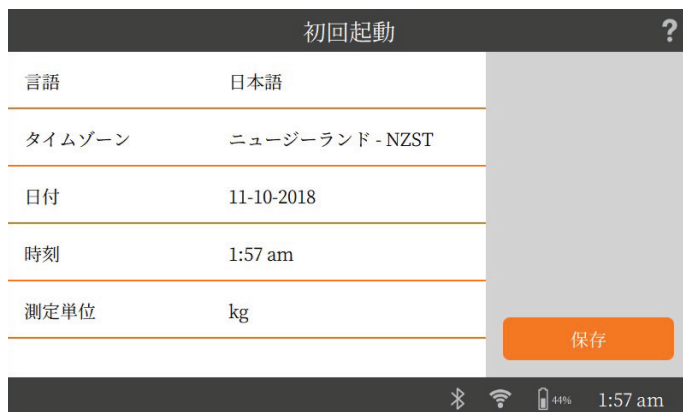 初回起動 ?
言語 日本語
タイムゾーン ニュージーランド - NZST
日付 11-10-2018
時刻 1:57 am
測定単位 kg
保存
44% 1:57 am